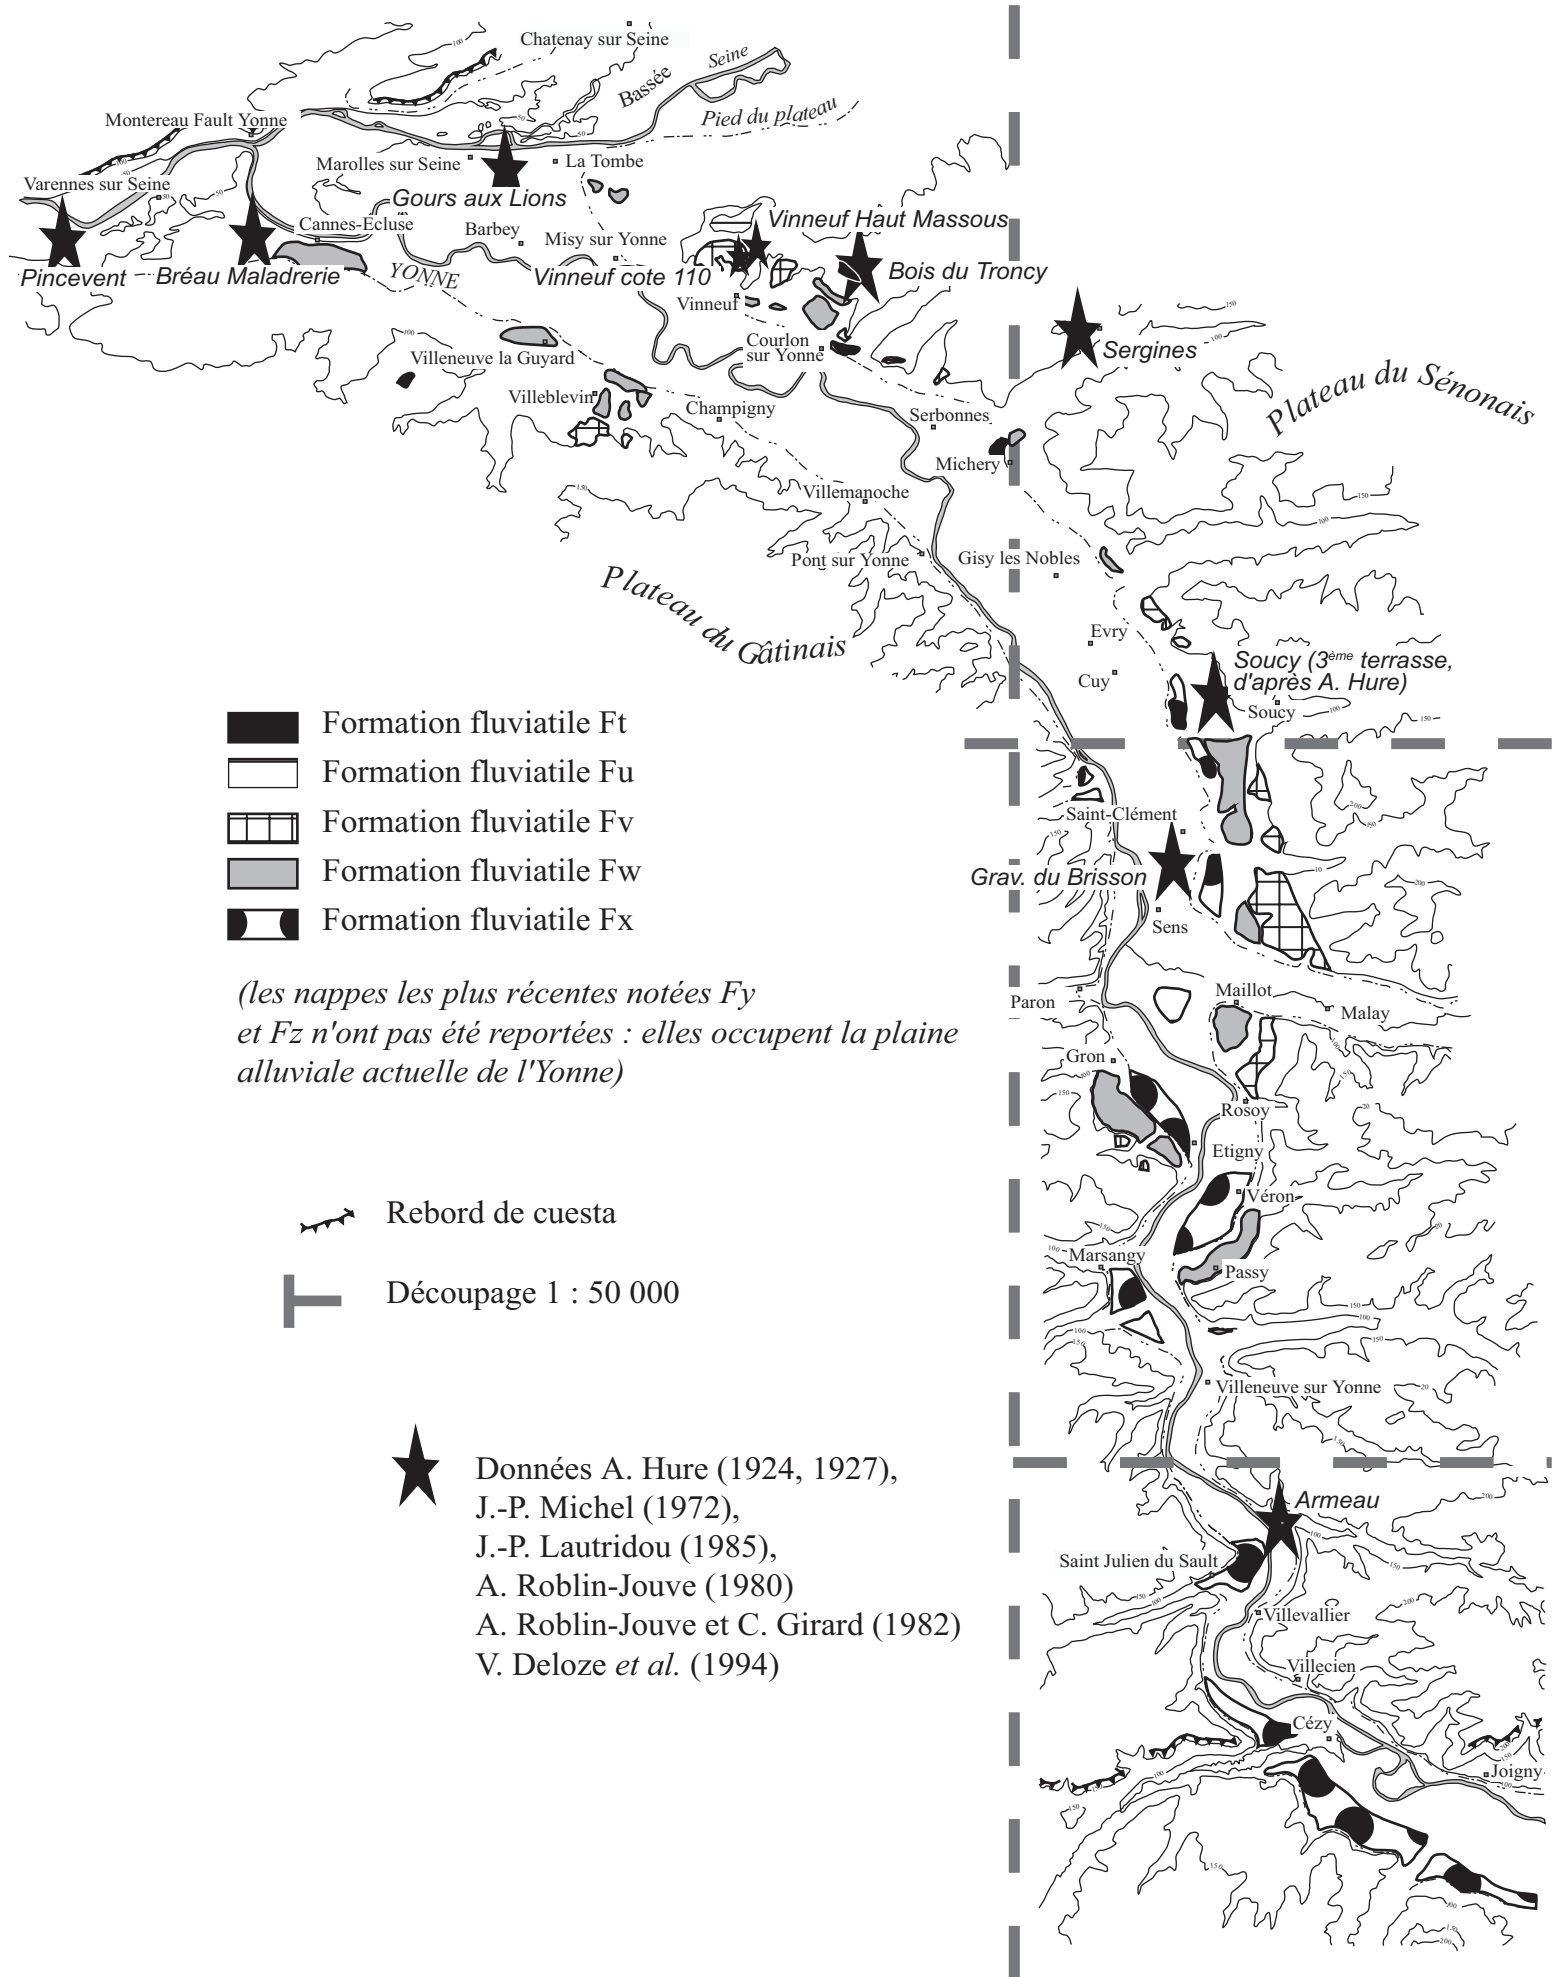 Chatenay sur Seine
Seine
Bassée
Pied du plateau
Montereau Fault Yonne
Marolles sur Seine
La Tombe
Varennes sur Seine
Gours aux Lions
Cannes-Ecluse
Barbey
Misy sur Yonne
Vinneuf Haut Massous
Pincevent
Bréau Maladrerie
YONNE
Vinneuf cote 110
Bois du Troncy
Vinneuf
Villeneuve la Guyard
Courlon
sur Yonne
Sergines
Plateau du Sénonais
Villeblevin
Champigny
Serbonnes
Michery
Villemanoche
Pont sur Yonne
Gisy les Nobles
Plateau du Gâtinais
Evry
Cuy
Soucy (3ème terrasse,
d'après A. Hure)
Soucy
Formation fluviatile Ft
Formation fluviatile Fu
Formation fluviatile Fv
Formation fluviatile Fw
Formation fluviatile Fx
(les nappes les plus récentes notées Fy
et Fz n'ont pas été reportées : elles occupent la plaine
alluviale actuelle de l'Yonne)
Saint-Clément
Grav. du Brisson
Sens
Paron
Maillot
Malay
Gron
Rosoy
Etigny
Véron
Marsangy
Passy
Villeneuve sur Yonne
Rebord de cuesta
Découpage 1 : 50 000
Données A. Hure (1924, 1927),
J.-P. Michel (1972),
J.-P. Lautridou (1985),
A. Roblin-Jouve (1980)
A. Roblin-Jouve et C. Girard (1982)
V. Deloze et al. (1994)
Armeau
Saint Julien du Sault
Villevallier
Villecien
Cézy
Joigny